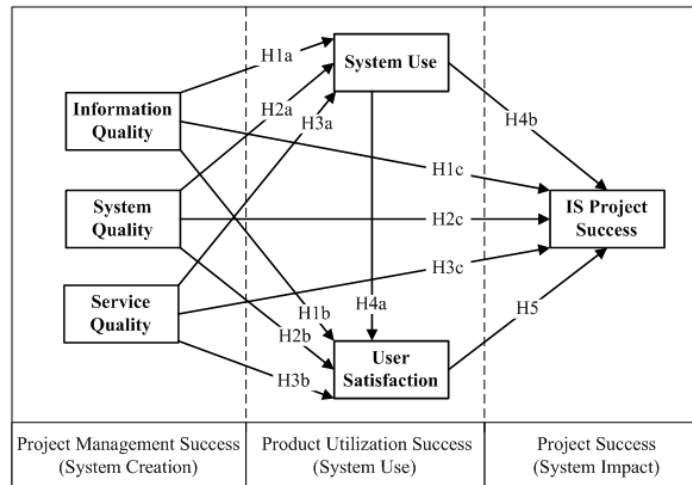 H1a
System Use
Information
Quality
H2a
H3a
H4b
H1c
System
Quality
H2c
IS Project
Success
Service
Quality
H3c
H1b
H4a
H5
H2b
User
Satisfaction
H3b
Project Management Success
(System Creation)
Product Utilization Success
(System Use)
Project Success
(System Impact)